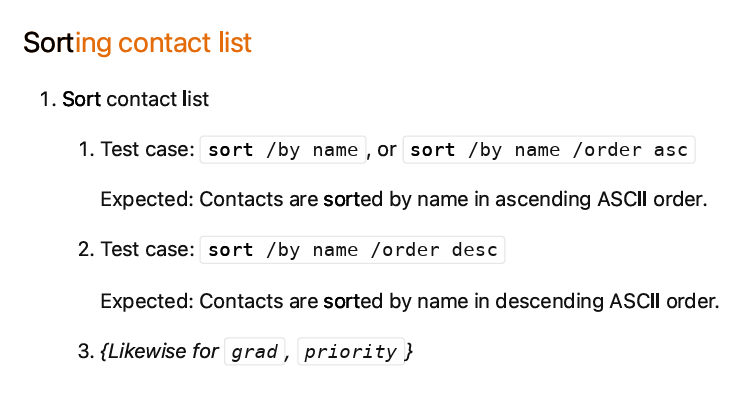 Sorting contact list
1. Sort contact list
1. Test case: sort /by name, or sort /by name /order asc
Expected: Contacts are sorted by name in ascending ASCII order.
2. Test case: sort /by name /order desc
Expected: Contacts are sorted by name in descending ASCII order.
3. {Likewise for grad, priority}